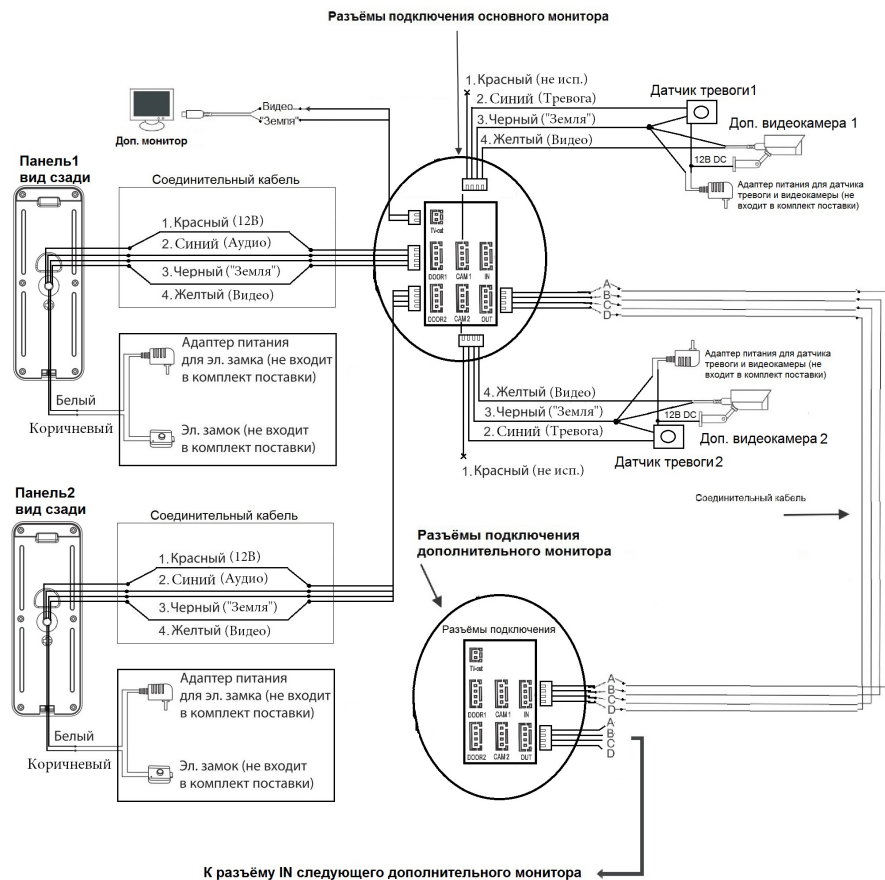 Разъёмы подключения основного монитора
1. Красный (не исп.)
2. Синий (Тревога)
3. Черный ("Земля")
4. Желтый (Видео)
Датчик тревоги1
Доп. видеокамера 1
12В DC
Адаптер питания для датчика
тревоги и видеокамеры (не
входит в комплект поставки)
Видео
"Земля"
Доп. монитор
Панель1
вид сзади
Соединительный кабель
1. Красный (12В)
2. Синий (Аудио)
3. Черный ("Земля")
4. Желтый (Видео)
TV-out
DOOR1
CAM 1
IN
DOOR2
CAM 2
OUT
A
B
C
D
Адаптер питания
для эл. замка (не входит
в комплект поставки)
Белый
Коричневый
Эл. замок (не входит
в комплект поставки)
Адаптер питания для датчика
тревоги и видеокамеры (не
входит в комплект поставки)
4. Желтый (Видео)
3. Черный ("Земля")
2. Синий (Тревога)
1. Красный (не исп.)
12В DC
Доп. видеокамера 2
Датчик тревоги2
Соединительный кабель
Панель2
вид сзади
Соединительный кабель
1. Красный (12В)
2. Синий (Аудио)
3. Черный ("Земля")
4. Желтый (Видео)
Разъёмы подключения
дополнительного монитора
Разъёмы подключения
TV-out
DOOR1
CAM 1
IN
DOOR2
CAM 2
OUT
A
B
C
D
A
B
C
D
Адаптер питания
для эл. замка (не входит
в комплект поставки)
Белый
Коричневый
Эл. замок (не входит
в комплект поставки)
К разъёму IN следующего дополнительного монитора